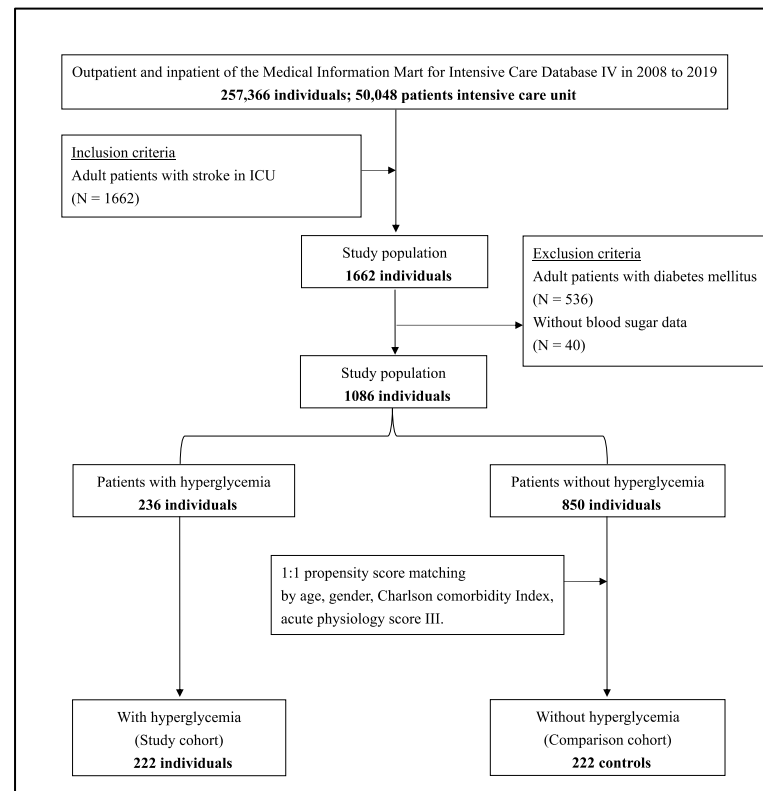 Outpatient and inpatient of the Medical Information Mart for Intensive Care Database IV in 2008 to 2019
257,366 individuals; 50,048 patients intensive care unit
Inclusion criteria
Adult patients with stroke in ICU
(N = 1662)
Study population
1662 individuals
Exclusion criteria
Adult patients with diabetes mellitus
(N = 536)
Without blood sugar data
(N = 40)
Study population
1086 individuals
Patients with hyperglycemia
236 individuals
Patients without hyperglycemia
850 individuals
1:1 propensity score matching
by age, gender, Charlson comorbidity Index,
acute physiology score III.
With hyperglycemia
(Study cohort)
222 individuals
Without hyperglycemia
(Comparison cohort)
222 controls